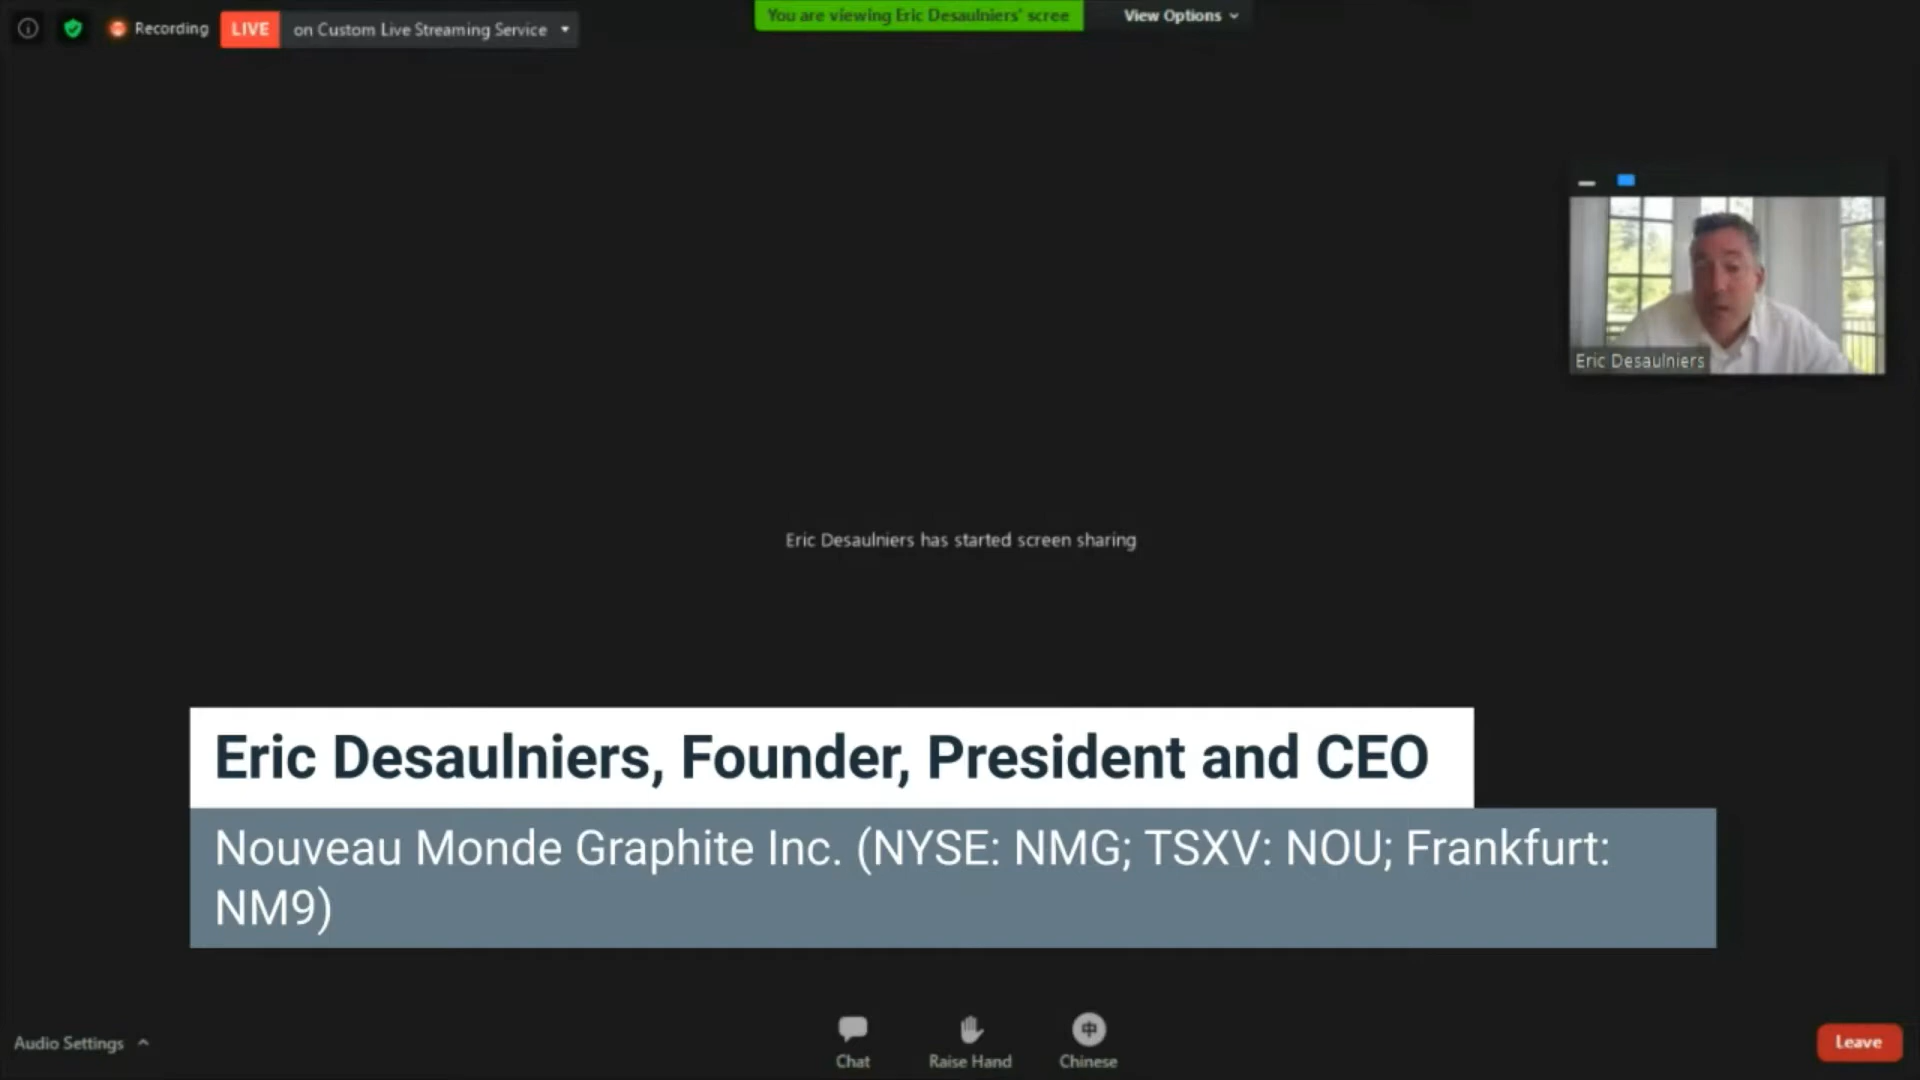 Recording
LIVE
on Custom Live Streaming Service
You are viewing Eric Desaulniers' scree
View Options
Eric Desaulniers
Eric Desaulniers has started screen sharing
Eric Desaulniers, Founder, President and CEO
Nouveau Monde Graphite Inc. (NYSE: NMG; TSXV: NOU; Frankfurt:
NM9)
Audio Settings
Chat
Raise Hand
中
Chinese
Leave